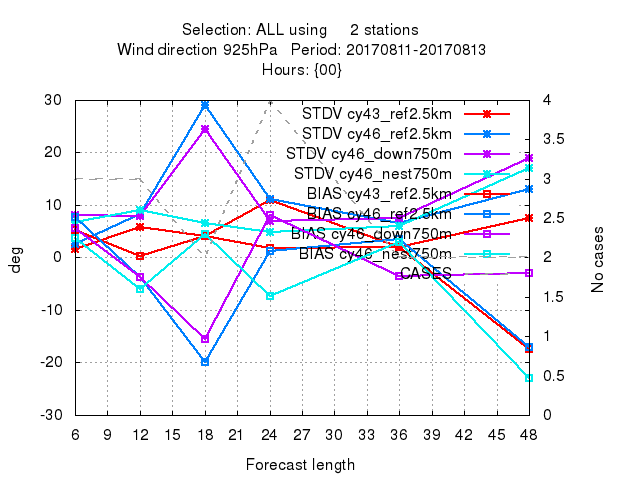 Selection: ALL using 2 stations
Wind direction 925hPa Period: 20170811-20170813
Hours: {00}
30 4
STDV cy43_ref2.5km
STDV cy46_ref2.5km 3.5
20 STDV cy46_down750m
STDV cy46_nest750m 3
BIAS cy43_ref2.5km
10 BIAS cy46_ref2.5km 2.5
BIAS cy46_down750m
0 BIAS cy46_nest750m 2
CASES
deg No cases
1.5
-10
1
-20
0.5
-30 0
6 9 12 15 18 21 24 27 30 33 36 39 42 45 48
Forecast length